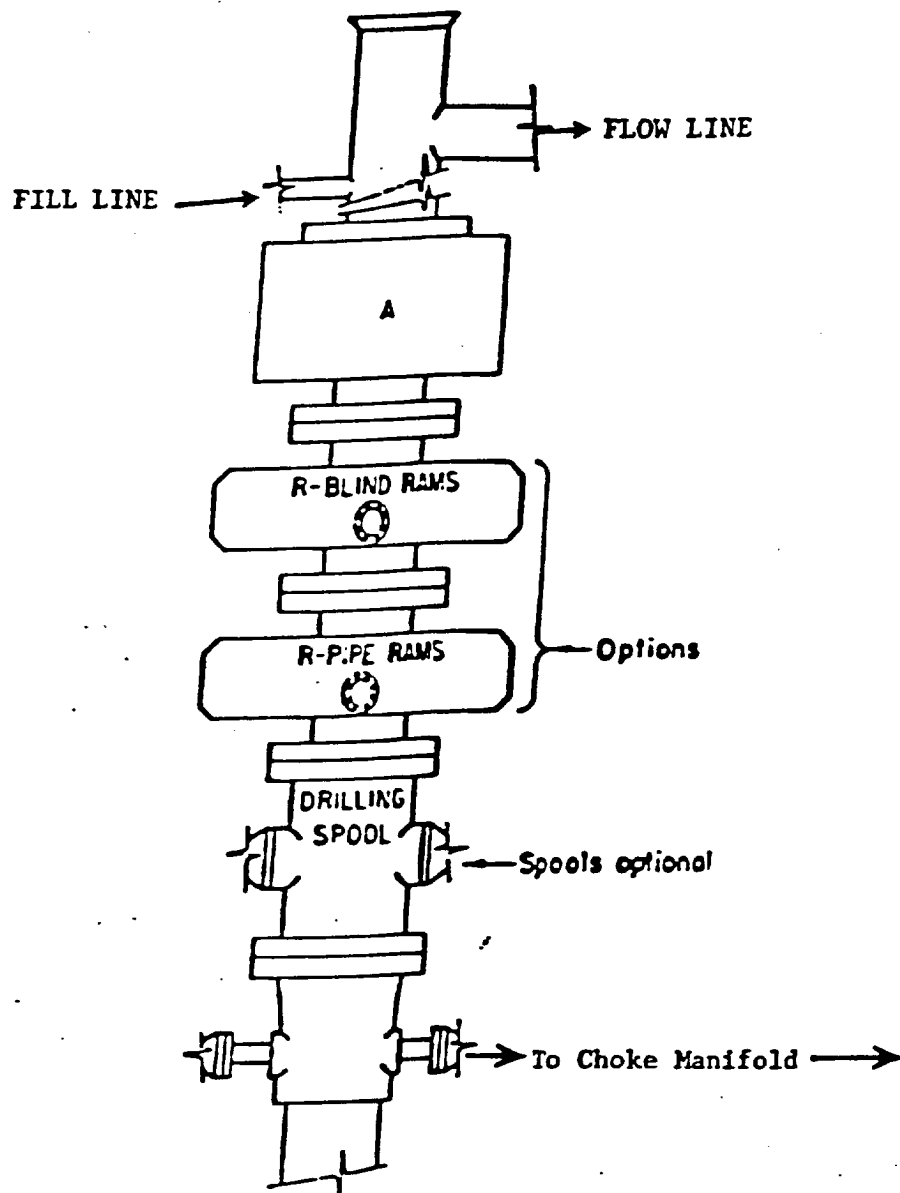 FLOW LINE
FILL LINE
A
R-BLIND RAMS
R-PIPE RAMS
Options
DRILLING
SPOOL
Spools optional
To Choke Manifold